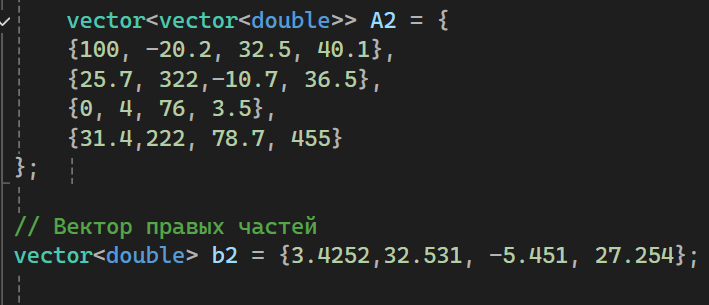 vector<vector<double>> A2 = {
{100, -20.2, 32.5, 40.1},
{25.7, 322,-10.7, 36.5},
{0, 4, 76, 3.5},
{31.4,222, 78.7, 455}
};
// Вектор правых частей
vector<double> b2 = {3.4252,32.531, -5.451, 27.254};